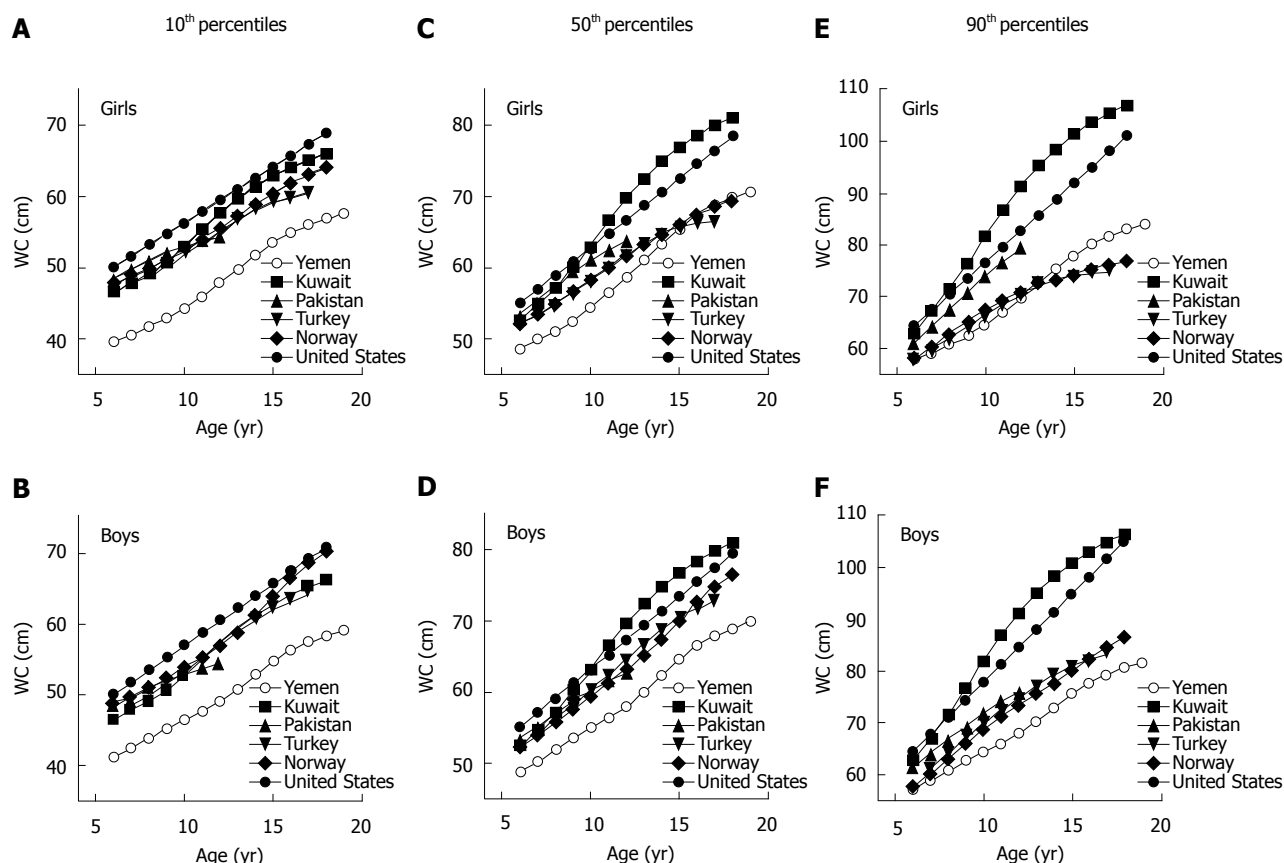 A
10th percentiles
Girls
70
60
50
40
WC (cm)
Yemen
Kuwait
Pakistan
Turkey
Norway
United States
5 10 15 20
Age (yr)
C
50th percentiles
Girls
80
70
60
50
WC (cm)
Yemen
Kuwait
Pakistan
Turkey
Norway
United States
5 10 15 20
Age (yr)
E
90th percentiles
110
Girls
100
90
80
70
60
WC (cm)
Yemen
Kuwait
Pakistan
Turkey
Norway
United States
5 10 15 20
Age (yr)
B
Boys
70
60
50
40
WC (cm)
Yemen
Kuwait
Pakistan
Turkey
Norway
United States
5 10 15 20
Age (yr)
D
Boys
80
70
60
50
WC (cm)
Yemen
Kuwait
Pakistan
Turkey
Norway
United States
5 10 15 20
Age (yr)
F
110
Boys
100
90
80
70
60
WC (cm)
Yemen
Kuwait
Pakistan
Turkey
Norway
United States
5 10 15 20
Age (yr)